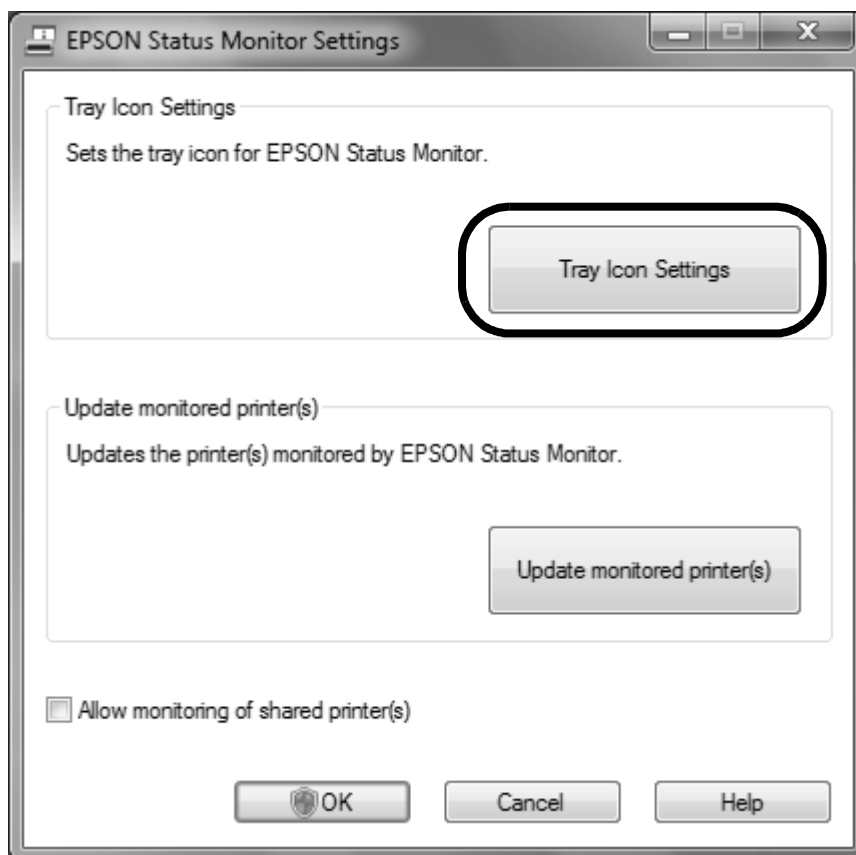 EPSON Status Monitor Settings
Tray Icon Settings
Sets the tray icon for EPSON Status Monitor.
Tray Icon Settings
Update monitored printer(s)
Updates the printer(s) monitored by EPSON Status Monitor.
Update monitored printer(s)
Allow monitoring of shared printer(s)
OK Cancel Help